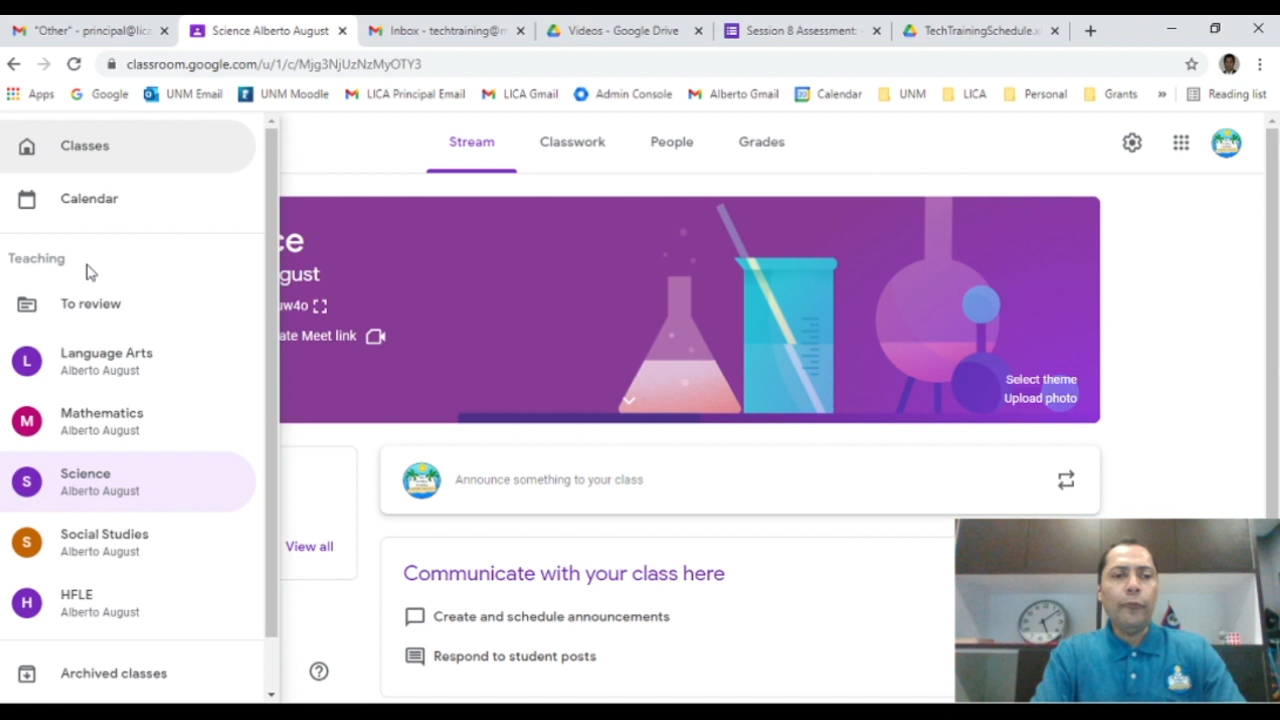 "Other" - principal@lica
Science Alberto August
Inbox - techtraining@m
Videos - Google Drive
Session 8 Assessment:
TechTrainingSchedule.x
classroom.google.com/u/1/c/Mjg3NjUzNzMyOTY3
Apps
Google
UNM Email
UNM Moodle
LICA Principal Email
LICA Gmail
Admin Console
Alberto Gmail
Calendar
UNM
LICA
Personal
Grants
»
Reading list
Classes
Calendar
Teaching
To review
L
Language Arts
Alberto August
M
Mathematics
Alberto August
S
Science
Alberto August
S
Social Studies
Alberto August
H
HFLE
Alberto August
Archived classes
Stream
Classwork
People
Grades
ce
gust
uw4o
ate Meet link
Select theme
Upload photo
View all
Announce something to your class
Communicate with your class here
Create and schedule announcements
Respond to student posts